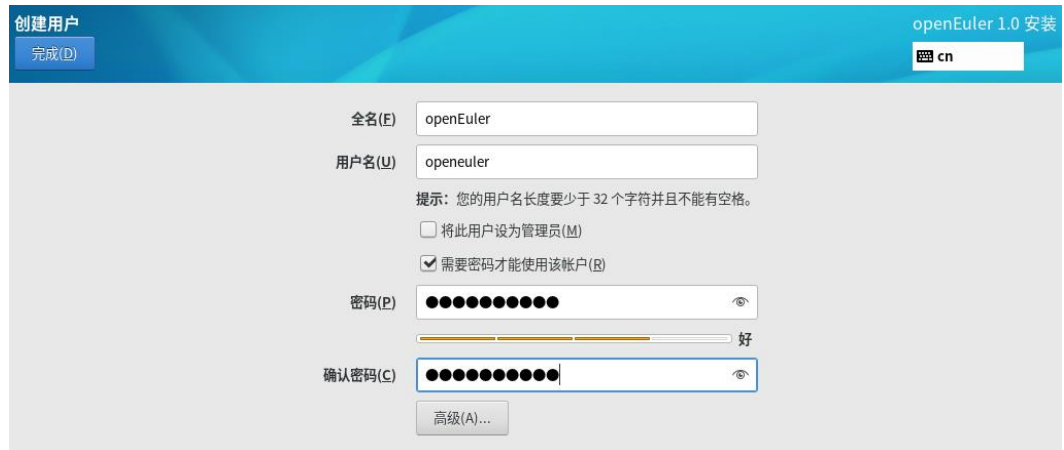 创建用户
openEuler 1.0 安装
完成(D)
cn
全名(F)
openEuler
用户名(U)
openeuler
提示：您的用户名长度要少于 32 个字符并且不能有空格。
将此用户设为管理员(M)
需要密码才能使用该帐户(R)
密码(P)
●●●●●●●●●●
好
确认密码(C)
●●●●●●●●●●
高级(A)...